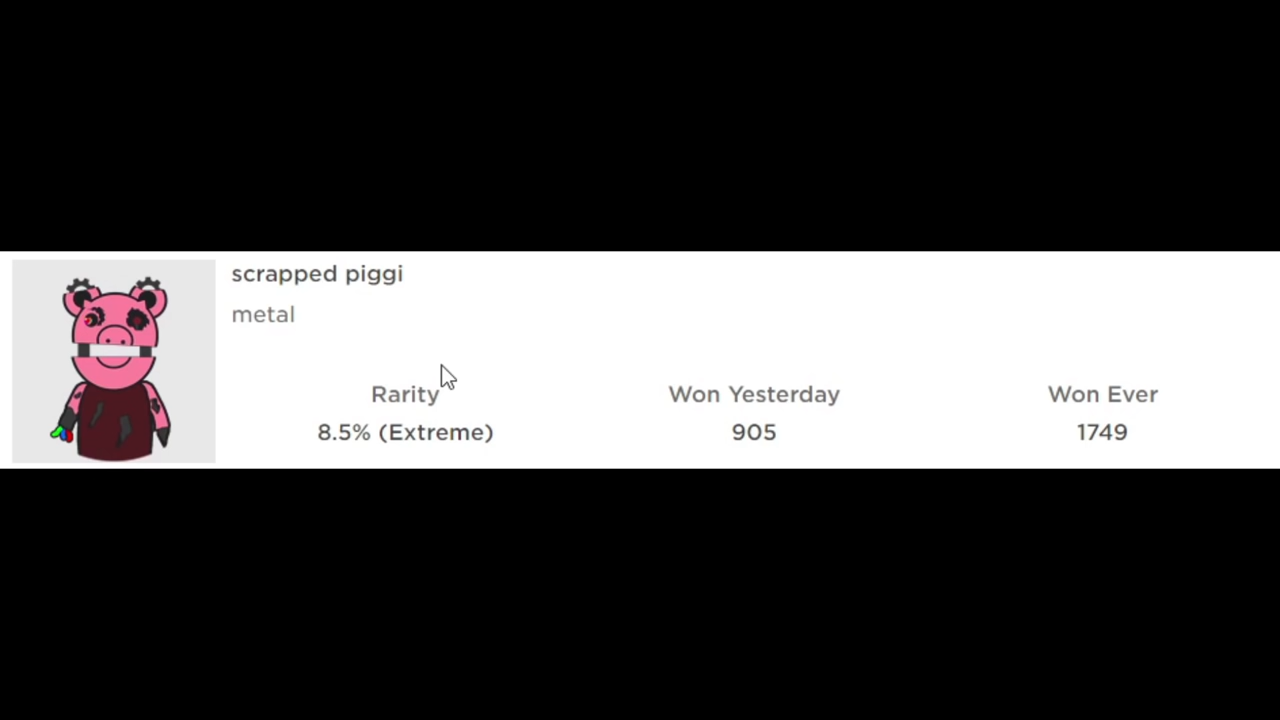 scrapped piggi
metal
Rarity Won Yesterday Won Ever
8.5% (Extreme) 905 1749